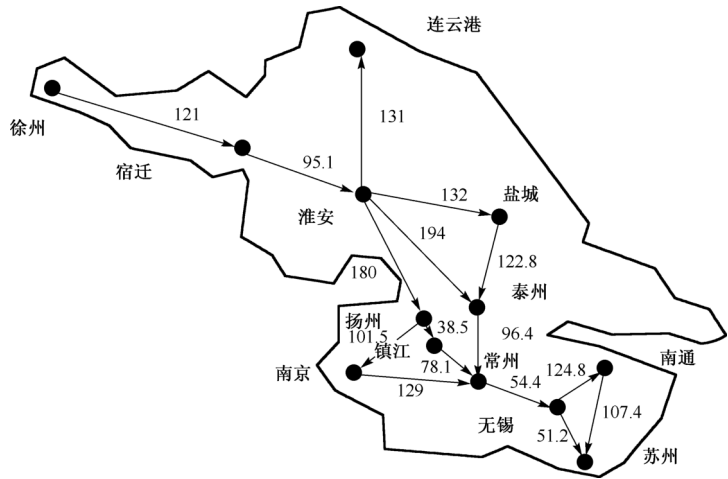 连云港
徐州
121
131
宿迁
95.1
淮安
132
盐城
194
122.8
180
泰州
扬州
101.5
38.5
镇江
96.4
南通
78.1
常州
南京
129
54.4
124.8
107.4
无锡
51.2
苏州